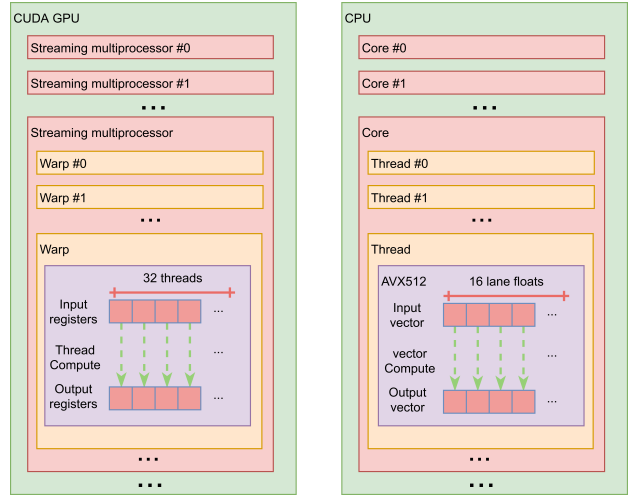 CUDA GPU
Streaming multiprocessor #0
Streaming multiprocessor #1
...
Streaming multiprocessor
Warp #0
Warp #1
...
Warp
32 threads
Input
registers
...
Thread
Compute
...
Output
registers
...
...
...
CPU
Core #0
Core #1
...
Core
Thread #0
Thread #1
...
Thread
AVX512
16 lane floats
Input
vector
...
vector
Compute
...
Output
vector
...
...
...